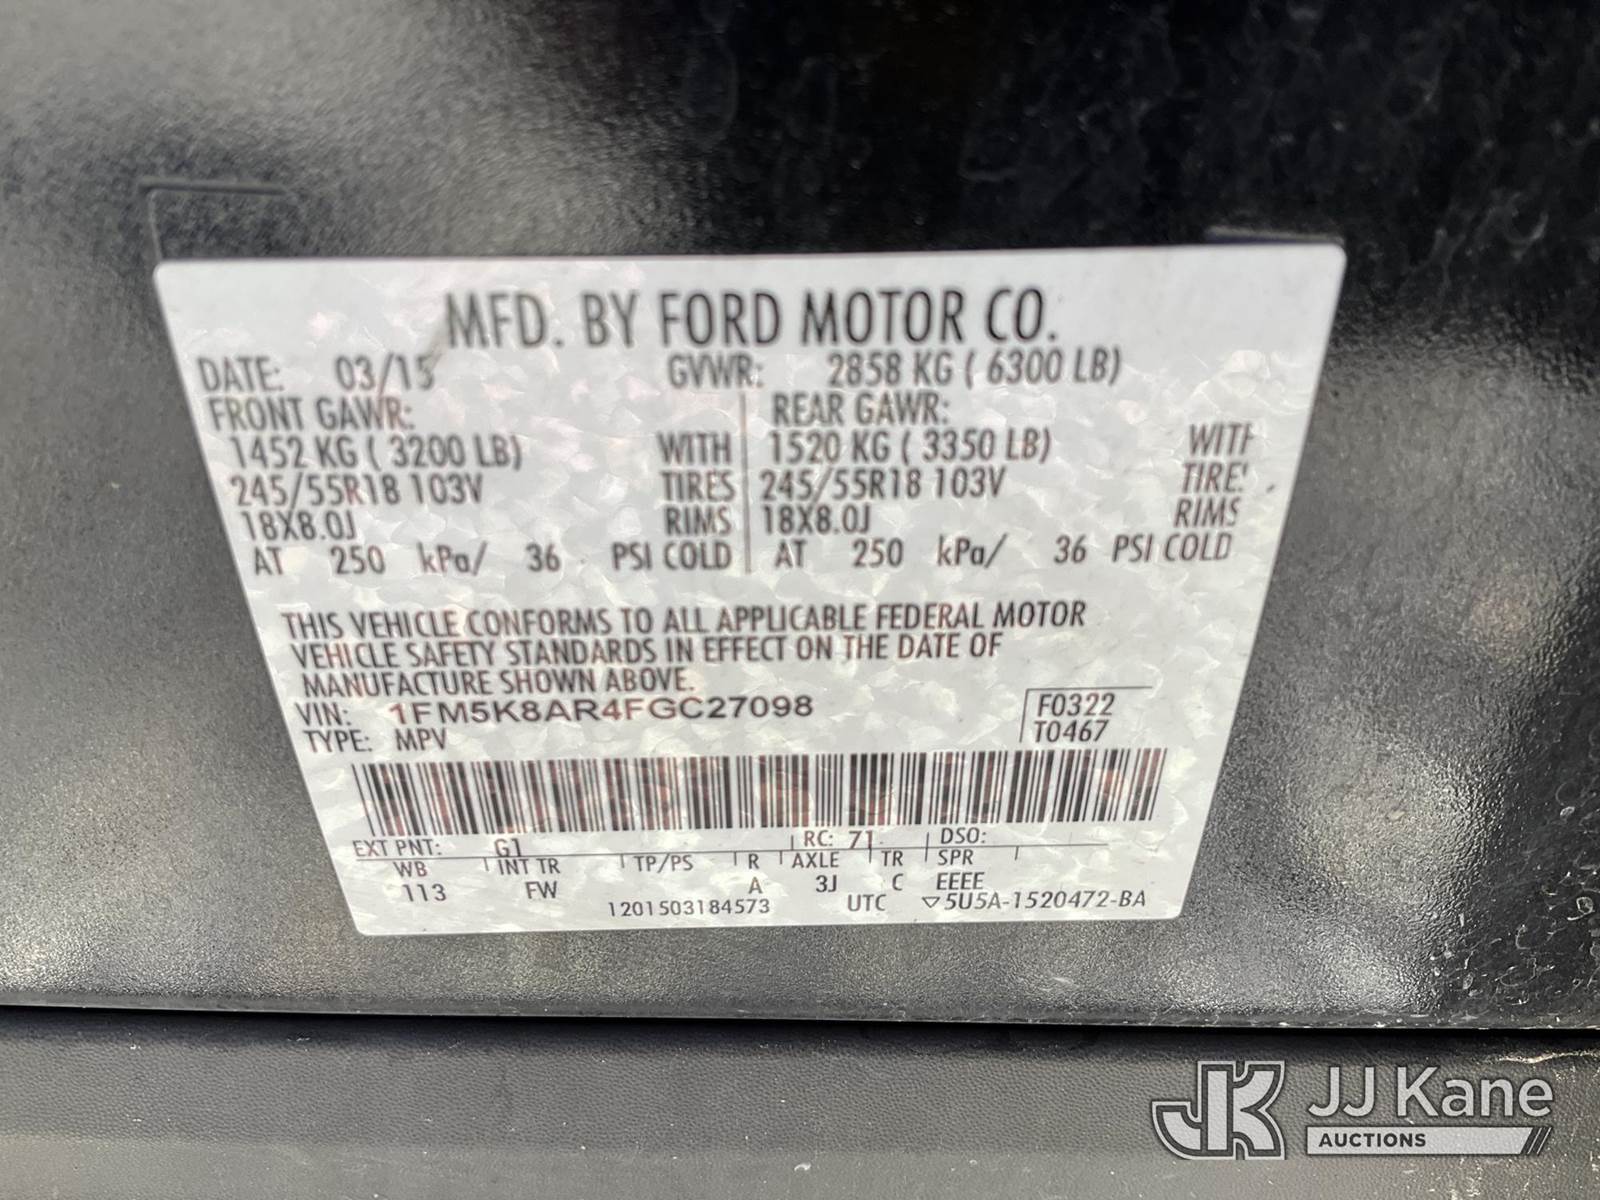 MFD. BY FORD MOTOR CO.
DATE: 03/15 GVWR: 2858 KG ( 6300 LB)
FRONT GAWR: REAR GAWR:
1452 KG ( 3200 LB) WITH 1520 KG ( 3350 LB) WITH
245/55R18 103V TIRES 245/55R18 103V TIRES
18X8.0J RIMS 18X8.0J RIMS
AT 250 kPa/ 36 PSI COLD AT 250 kPa/ 36 PSI COLD
THIS VEHICLE CONFORMS TO ALL APPLICABLE FEDERAL MOTOR
VEHICLE SAFETY STANDARDS IN EFFECT ON THE DATE OF
MANUFACTURE SHOWN ABOVE.
VIN: 1FM5K8AR4FGC27098 F0322
TYPE: MPV T0467
EXT PNT: G1 RC: 71 DSO:
WB INT TR TP/PS R AXLE TR SPR
113 FW A 3J C EEEE
1201503184573 UTC ▽5U5A-1520472-BA
JK JJ Kane
AUCTIONS